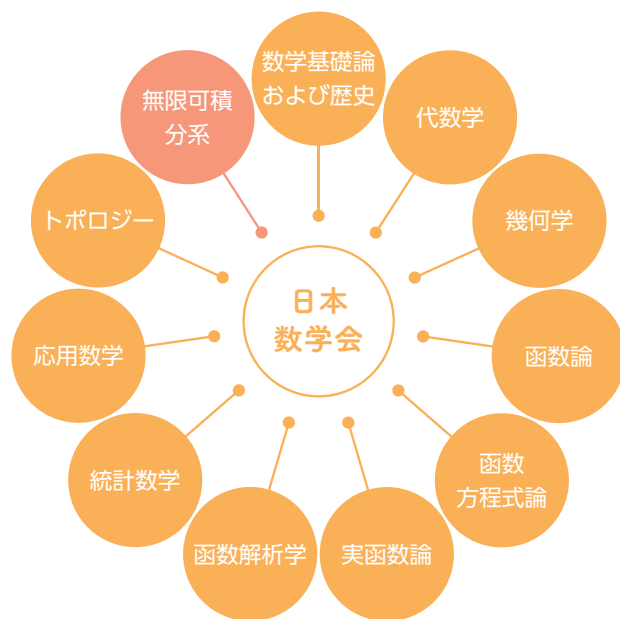 数学基礎論
および歴史
代数学
幾何学
函数論
函数
方程式論
実函数論
函数解析学
統計数学
応用数学
トポロジー
無限可積
分系
日本
数学会